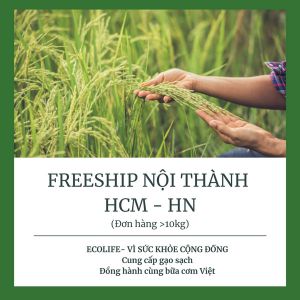 FREESHIP NỘI THÀNH
HCM - HN
(Đơn hàng >10kg)
ECOLIFE- VÌ SỨC KHỎE CỘNG ĐỒNG
Cung cấp gạo sạch
Đồng hành cùng bữa cơm Việt